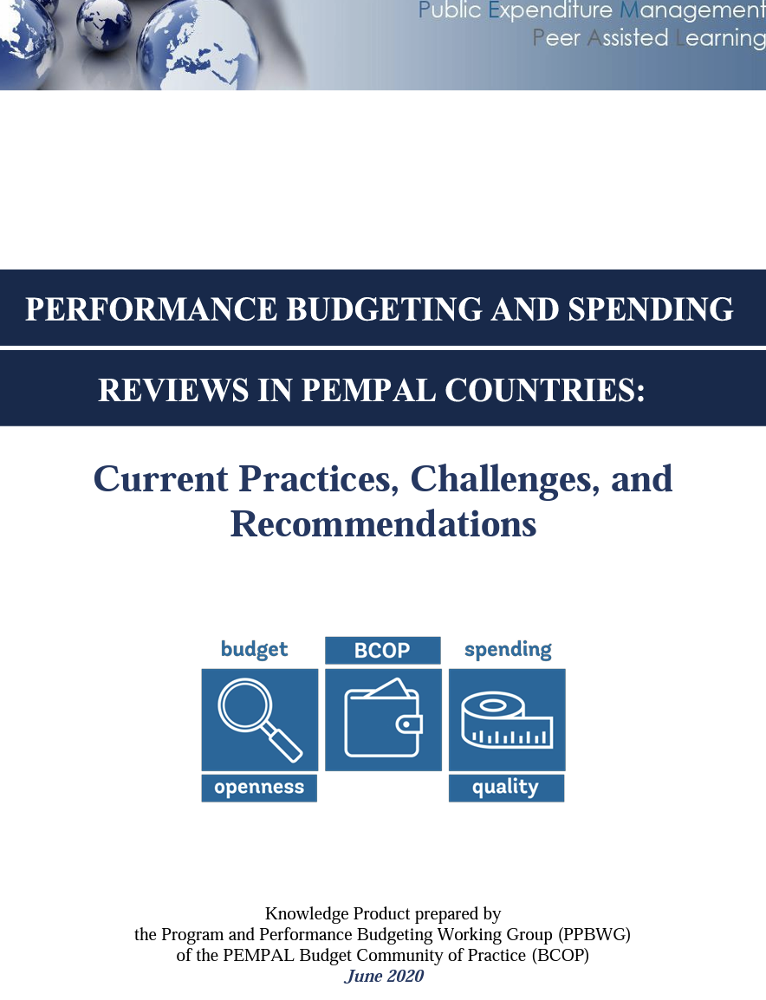 Public Expenditure Management
Peer Assisted Learning
PERFORMANCE BUDGETING AND SPENDING
REVIEWS IN PEMPAL COUNTRIES:
Current Practices, Challenges, and
Recommendations
budget BCOP spending
openness quality
Knowledge Product prepared by
the Program and Performance Budgeting Working Group (PPBWG)
of the PEMPAL Budget Community of Practice (BCOP)
June 2020